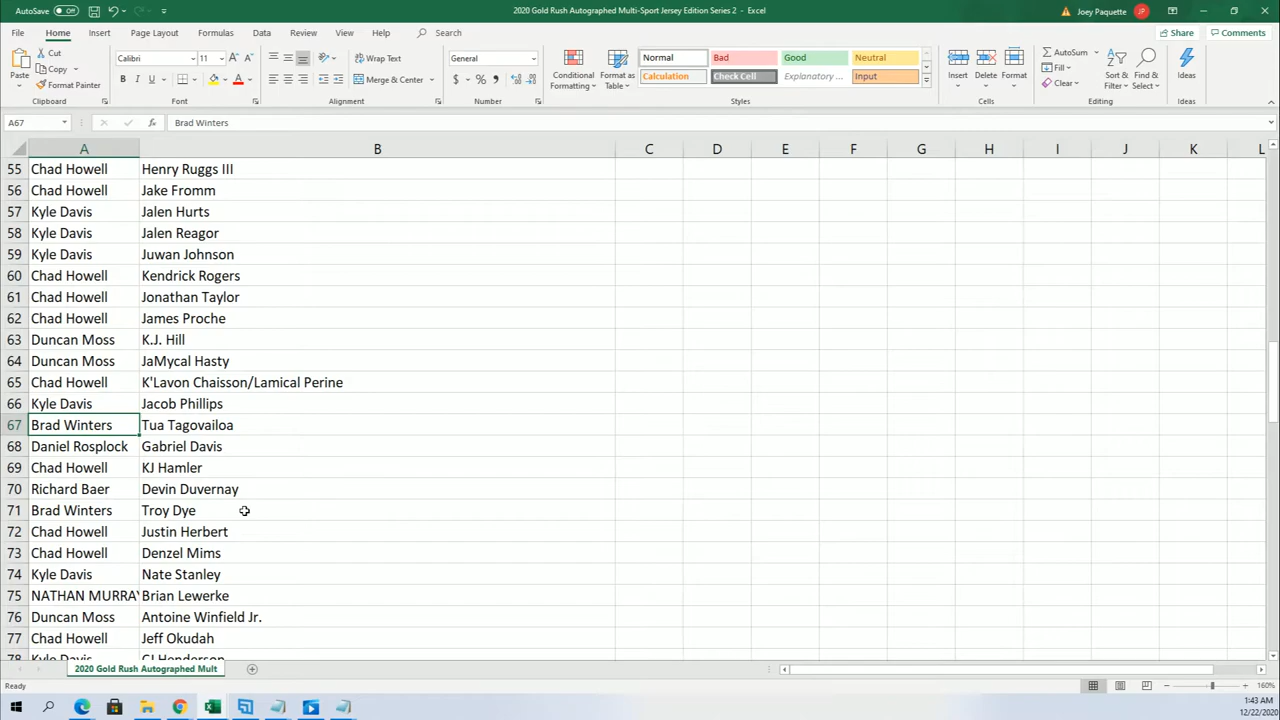 AutoSave Off 2020 Gold Rush Autographed Multi-Sport Jersey Edition Series 2 - Excel Joey Paquette JP
File Home Insert Page Layout Formulas Data Review View Help Search Share Comments
Paste Cut Copy Format Painter Clipboard
Calibri 11 Font
Wrap Text Merge & Center Alignment
General Number
Conditional Formatting Format as Table
Normal Bad Good Neutral
Calculation Check Cell Explanatory ... Input
Styles
Insert Delete Format Cells
AutoSum Fill Clear Sort & Filter Find & Select Editing
Ideas Ideas
A67 Brad Winters
A B C D E F G H I J K L
55 Chad Howell Henry Ruggs III
56 Chad Howell Jake Fromm
57 Kyle Davis Jalen Hurts
58 Kyle Davis Jalen Reagor
59 Kyle Davis Juwan Johnson
60 Chad Howell Kendrick Rogers
61 Chad Howell Jonathan Taylor
62 Chad Howell James Proche
63 Duncan Moss K.J. Hill
64 Duncan Moss JaMycal Hasty
65 Chad Howell K'Lavon Chaisson/Lamical Perine
66 Kyle Davis Jacob Phillips
67 Brad Winters Tua Tagovailoa
68 Daniel Rosplock Gabriel Davis
69 Chad Howell KJ Hamler
70 Richard Baer Devin Duvernay
71 Brad Winters Troy Dye
72 Chad Howell Justin Herbert
73 Chad Howell Denzel Mims
74 Kyle Davis Nate Stanley
75 NATHAN MURRAY Brian Lewerke
76 Duncan Moss Antoine Winfield Jr.
77 Chad Howell Jeff Okudah
78 Kyle Davis CJ Henderson
2020 Gold Rush Autographed Mult
Ready 160%
1:43 AM
12/22/2020